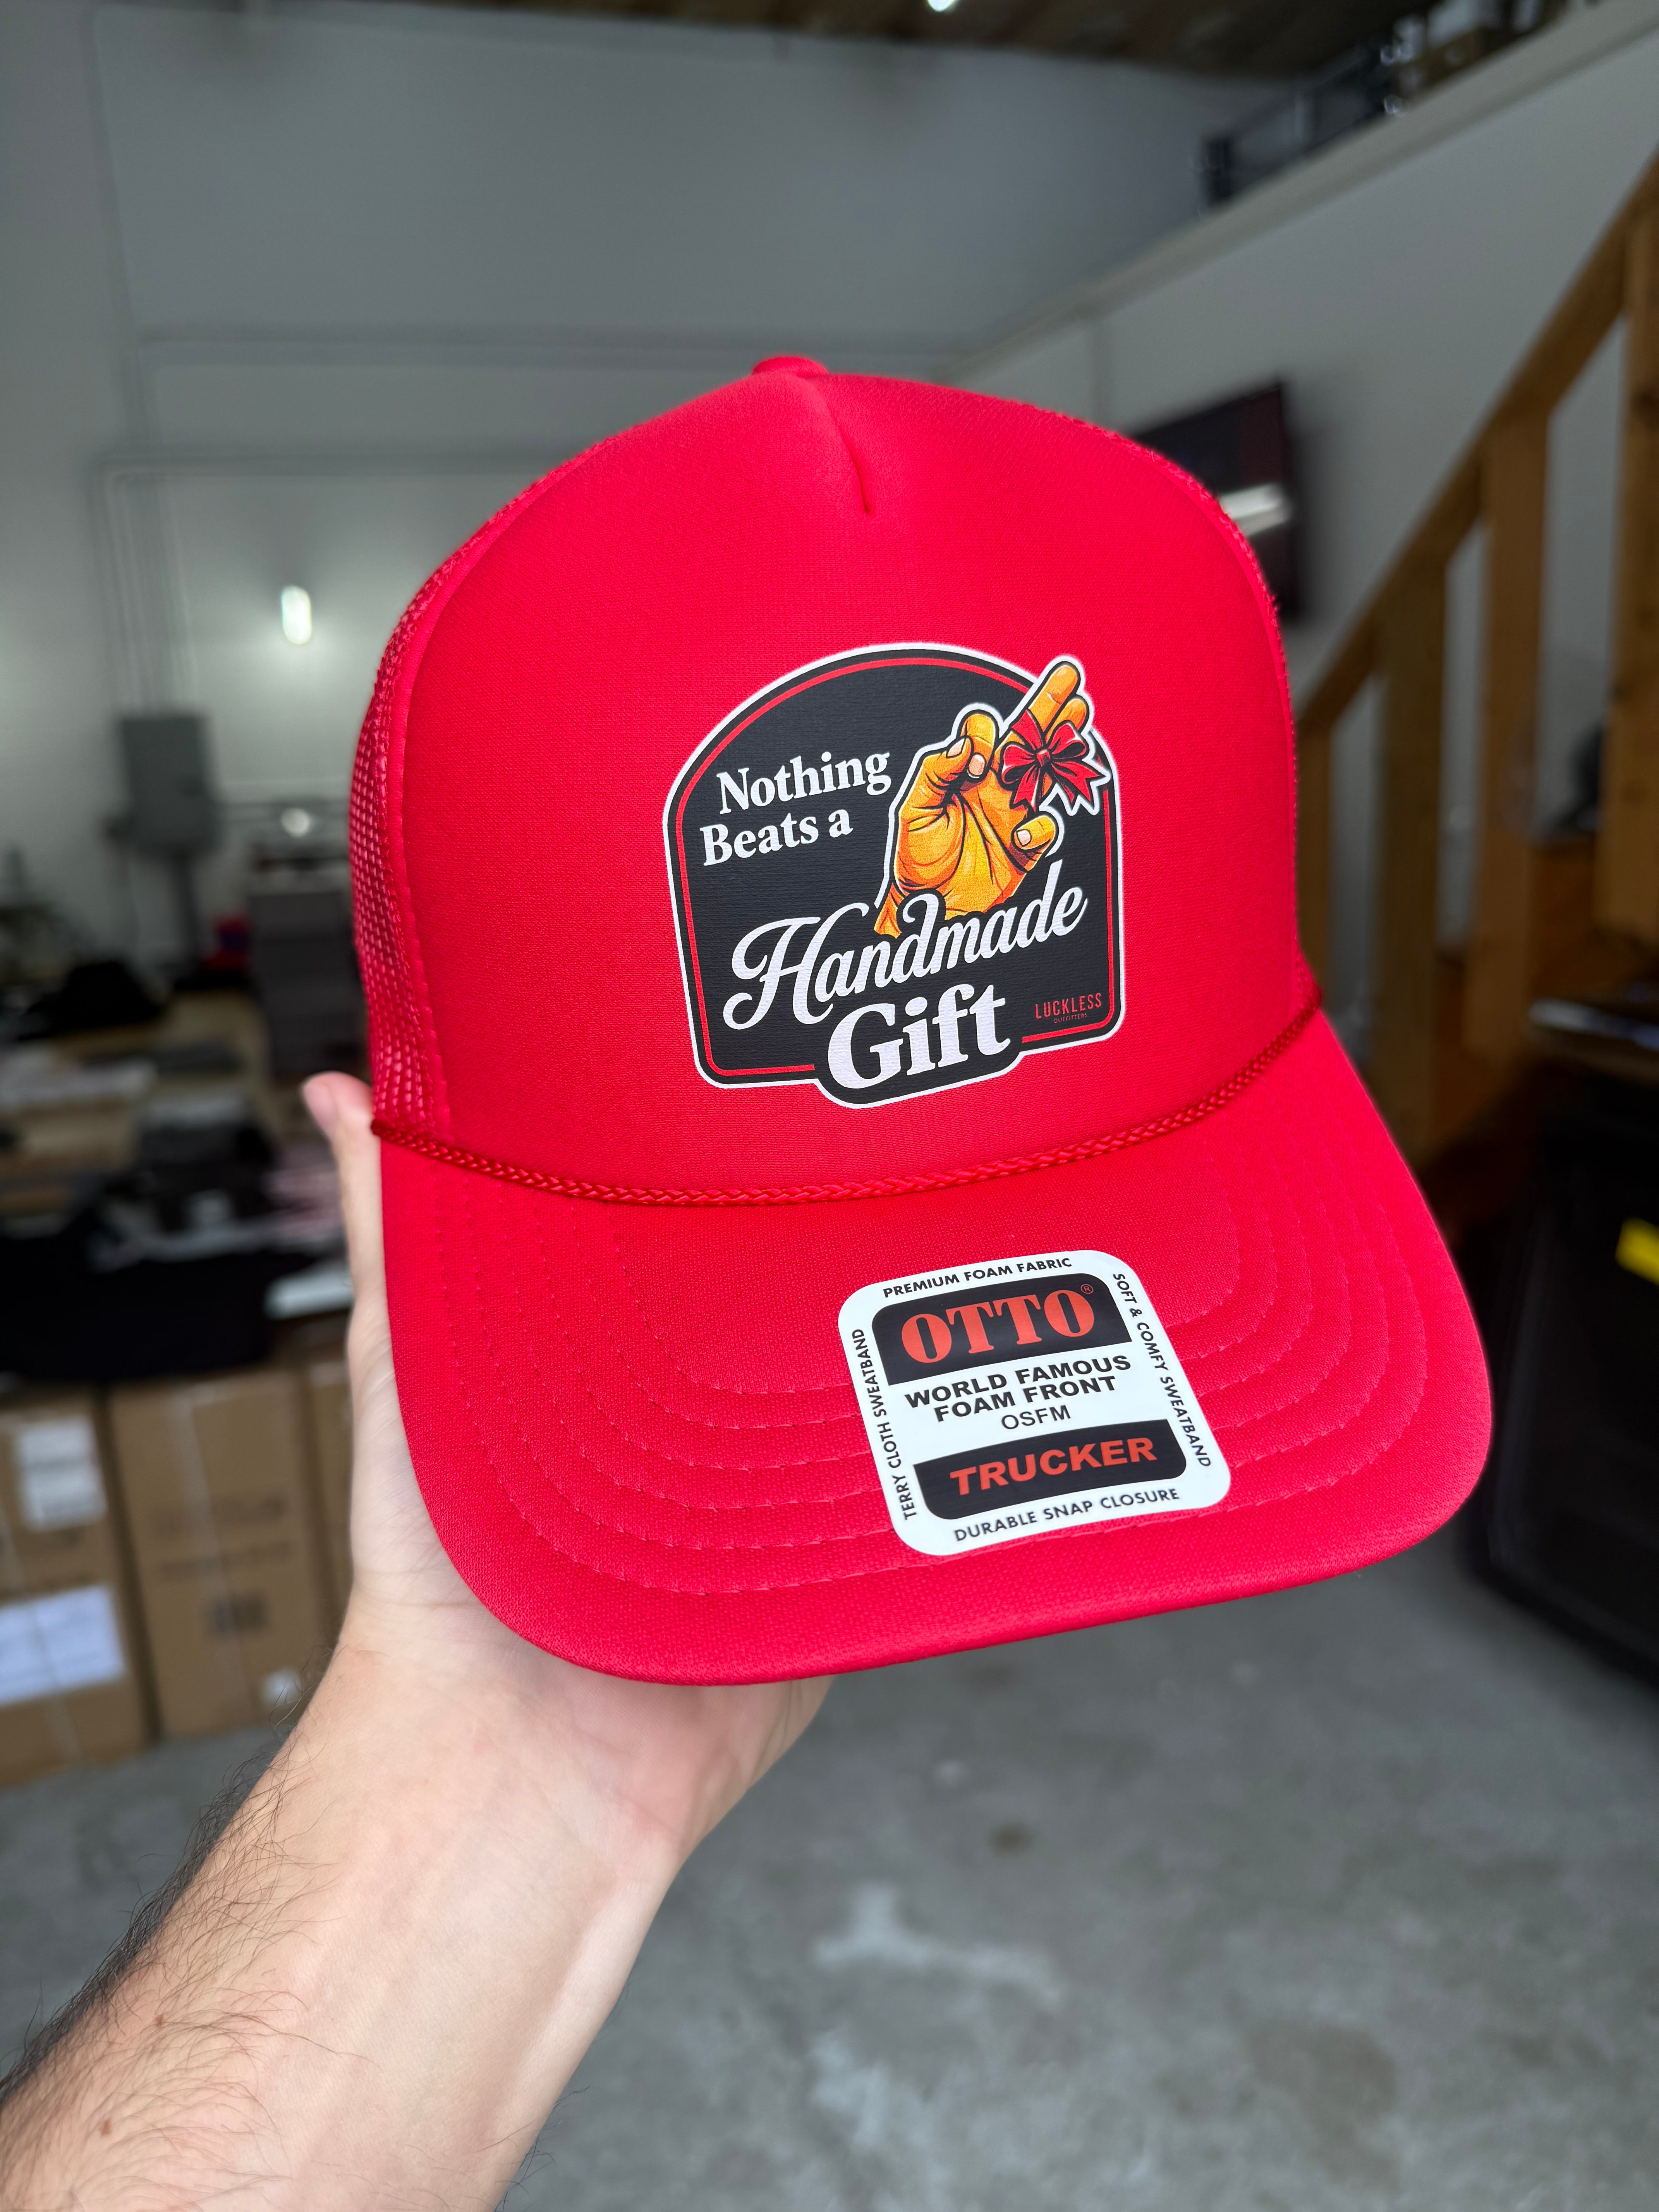 Nothing
Beats a
Handmade
Gift
LUCKLESS
OUTFITTERS
PREMIUM FOAM FABRIC
OTTO®
WORLD FAMOUS
FOAM FRONT
OSFM
TRUCKER
DURABLE SNAP CLOSURE
TERRY CLOTH SWEATBAND
SOFT & COMFY SWEATBAND